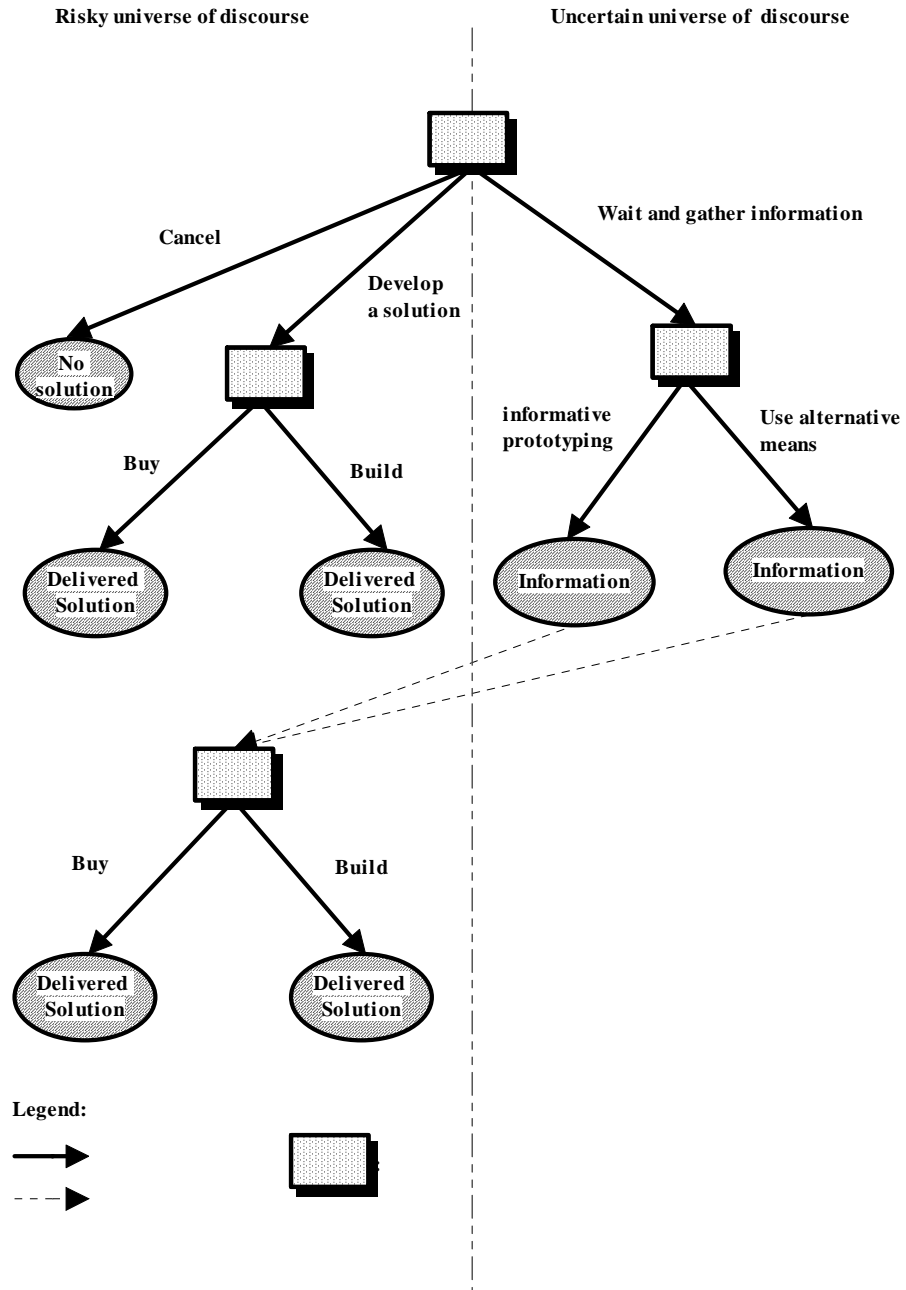 Risky universe of discourse
Uncertain universe of discourse
Wait and gather information
Cancel
Develop
a solution
No
solution
informative
prototyping
Use alternative
means
Buy
Build
Delivered
Solution
Delivered
Solution
Information
Information
Buy
Build
Delivered
Solution
Delivered
Solution
Legend:
: